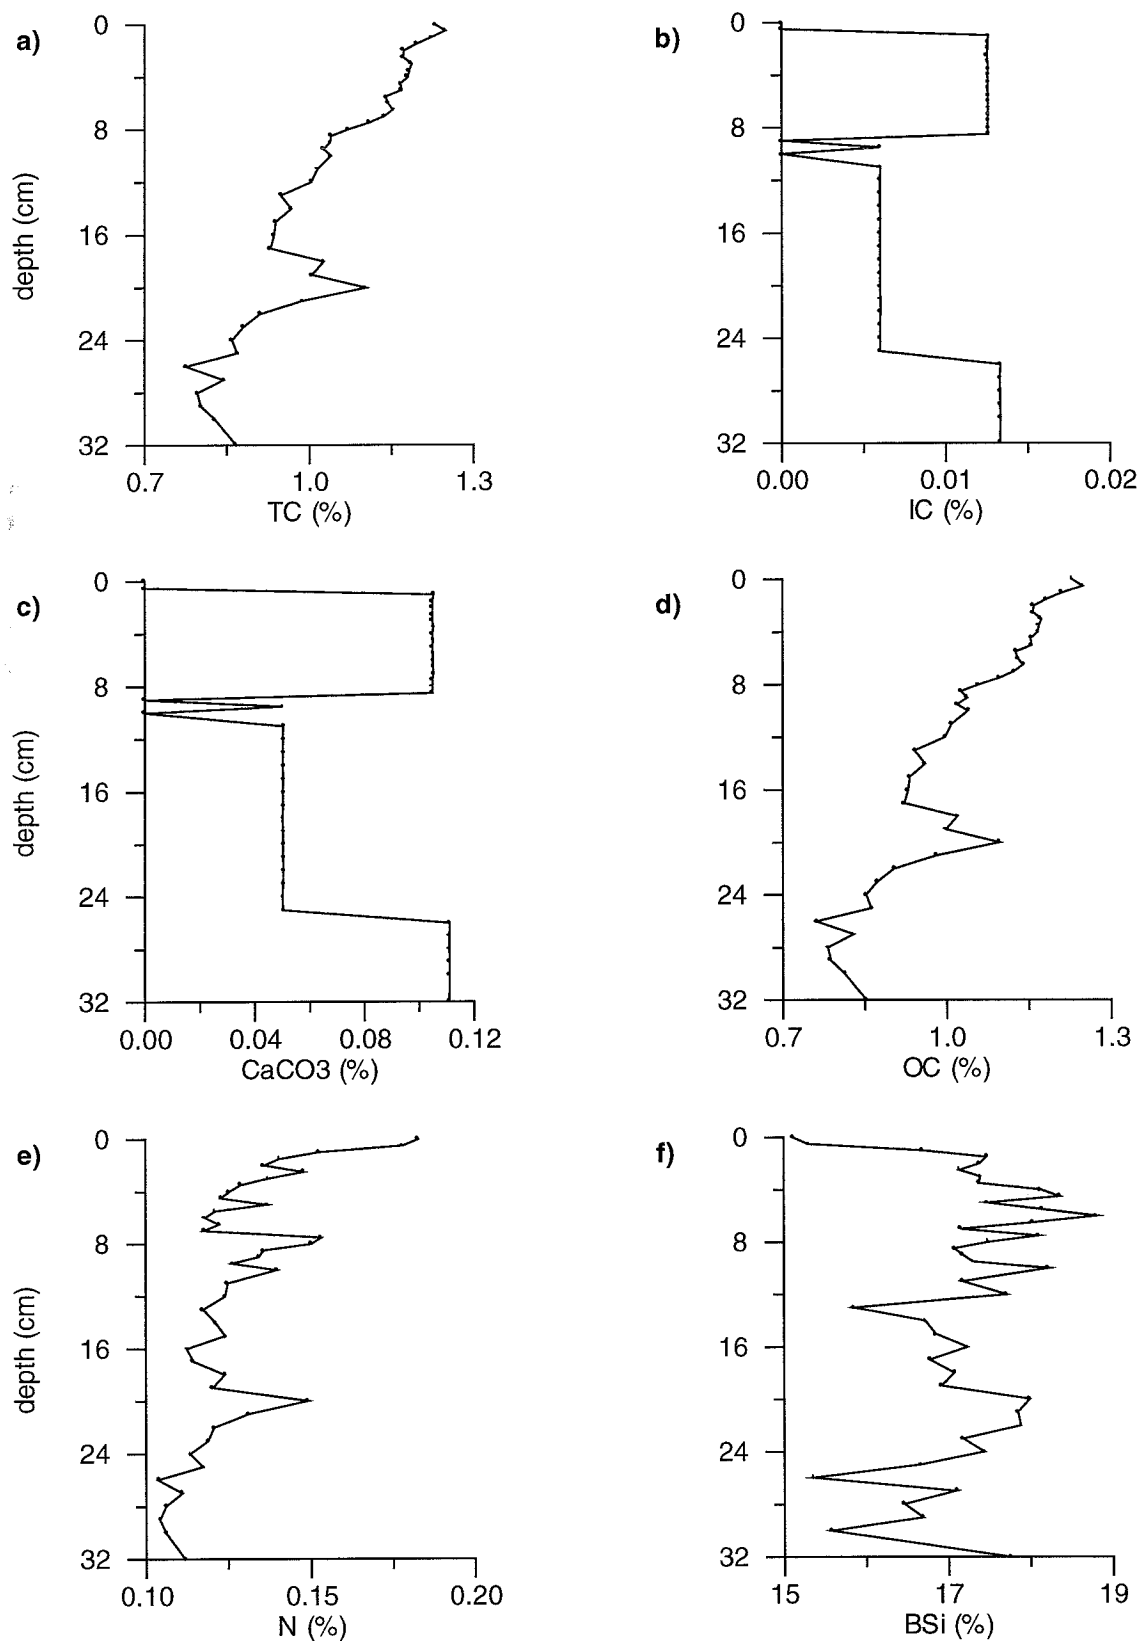 a)
0
8
16
24
32
depth (cm)
0.7 1.0 1.3
TC (%)
b)
0
8
16
24
32
0.00 0.01 0.02
IC (%)
c)
0
8
16
24
32
depth (cm)
0.00 0.04 0.08 0.12
CaCO3 (%)
d)
0
8
16
24
32
0.7 1.0 1.3
OC (%)
e)
0
8
16
24
32
depth (cm)
0.10 0.15 0.20
N (%)
f)
0
8
16
24
32
15 17 19
BSi (%)